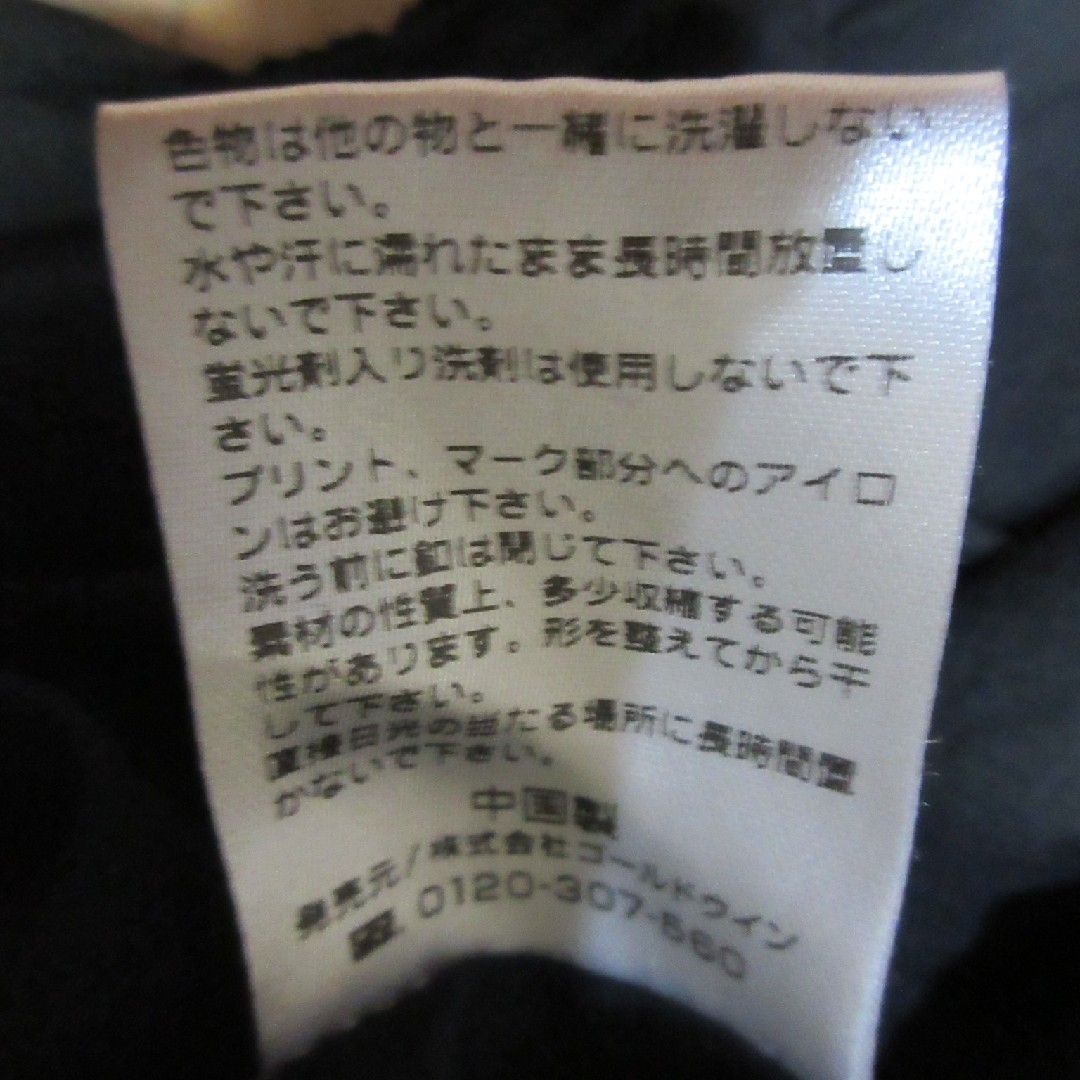 色物は他の物と一緒に洗濯しない
で下さい。
水や汗に濡れたまま長時間放置し
ないで下さい。
蛍光剤入り洗剤は使用しないで下
さい。
プリント、マーク部分へのアイロ
ンはお避け下さい。
洗う前に釦は閉じて下さい。
素材の性質上、多少収縮する可能
性があります。形を整えてから干
して下さい。
直接日光の当たる場所に長時間置
かないで下さい。
中国製
発売元/株式会社ゴールドウイン
0120-307-560